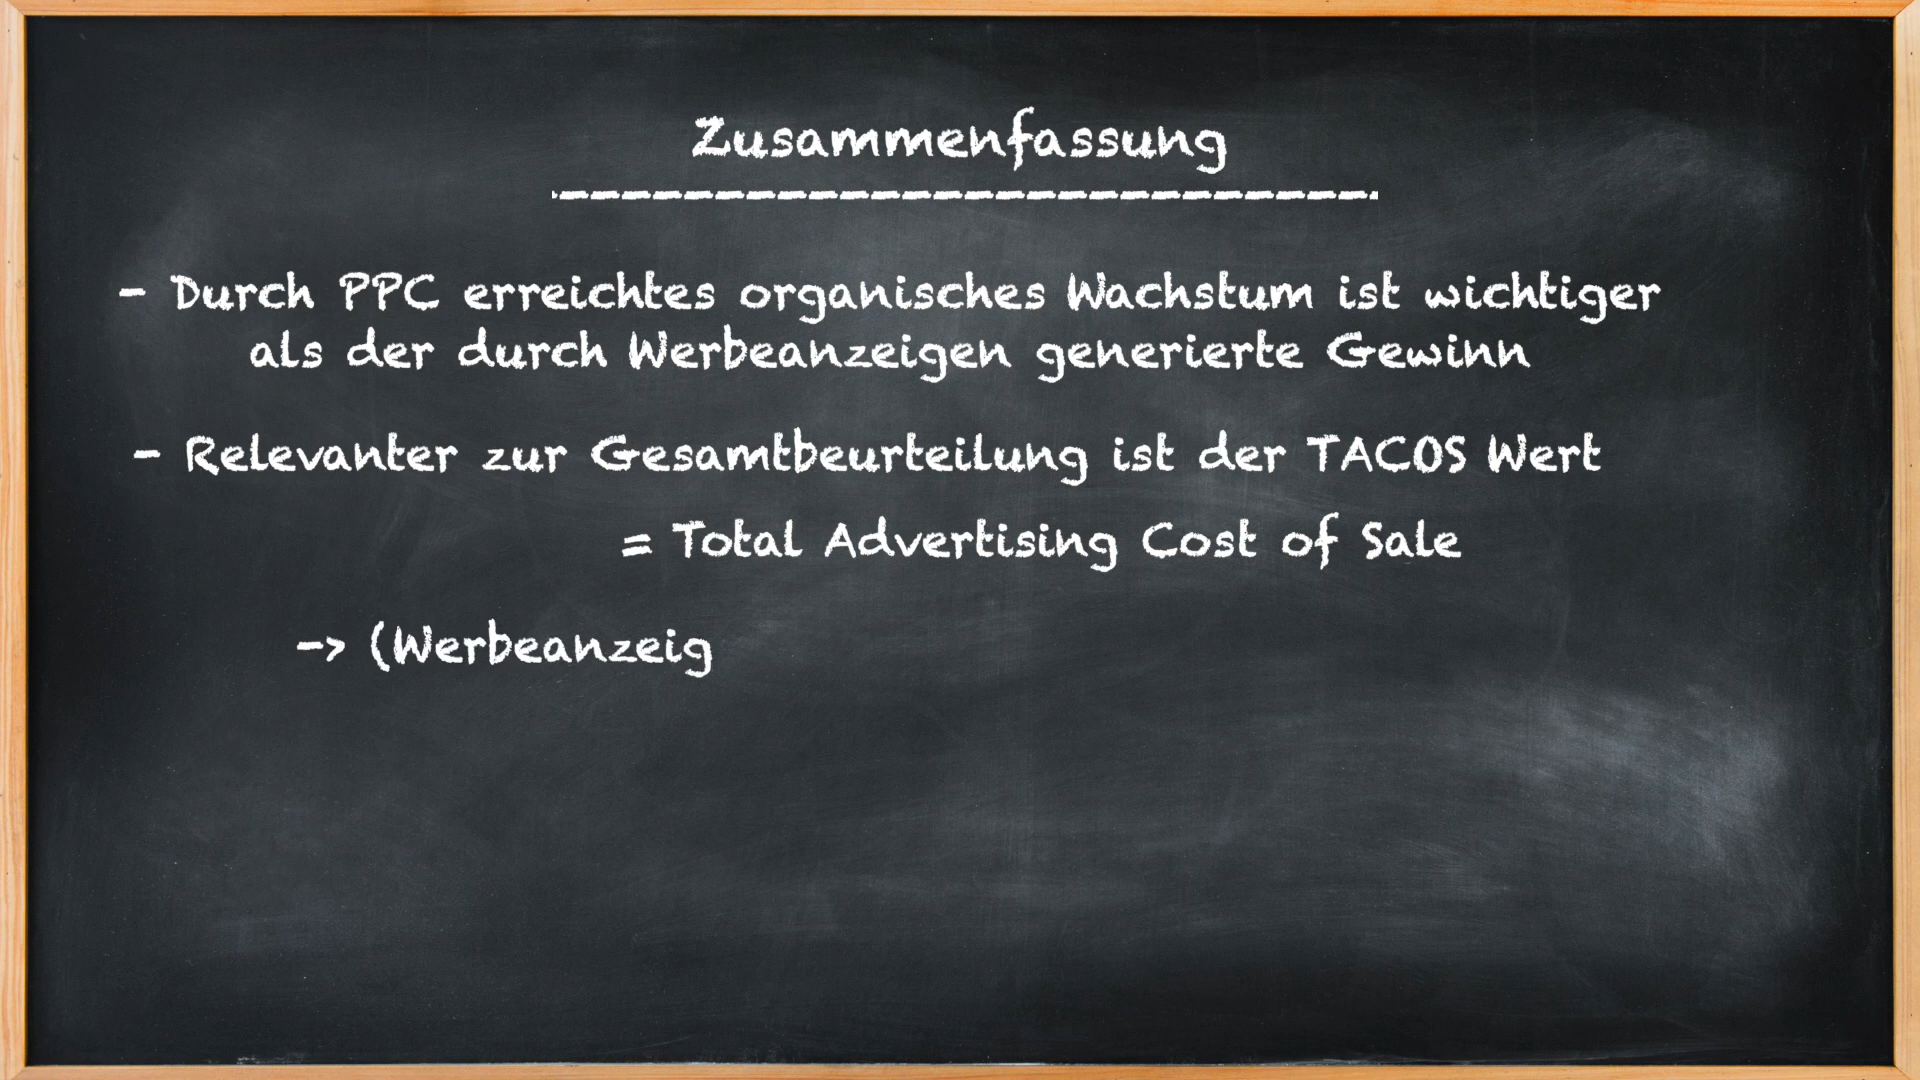 Zusammenfassung
- Durch PPC erreichtes organisches Wachstum ist wichtiger
als der durch Werbeanzeigen generierte Gewinn
- Relevanter zur Gesamtbeurteilung ist der TACOS Wert
= Total Advertising Cost of Sale
-> (Werbeanzeig